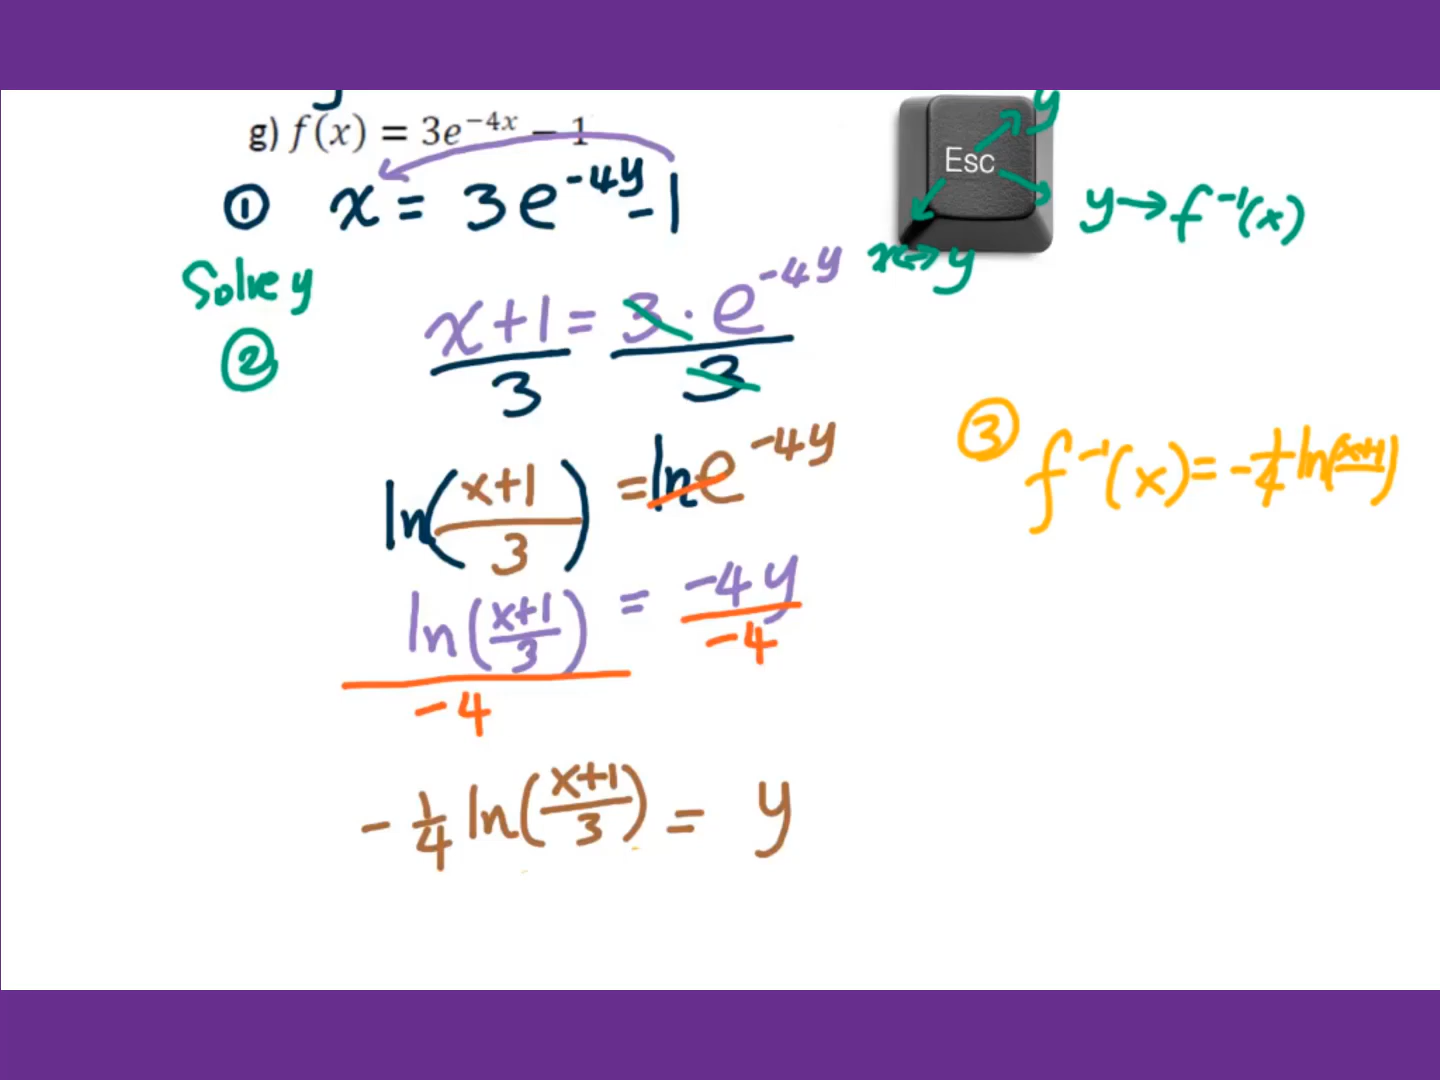 g) f(x) = 3e^{-4x} - 1
① x = 3e^{-4y} - 1
Esc
y
x↔y
y→f^{-1}(x)
Solve y
②
x+1 = 3 · e^{-4y}
3 3
ln(x+1/3) = ln e^{-4y}
③ f^{-1}(x) = -1/4 ln(x+1)
ln(x+1/3) = -4y
-4 -4
-1/4 ln(x+1/3) = y